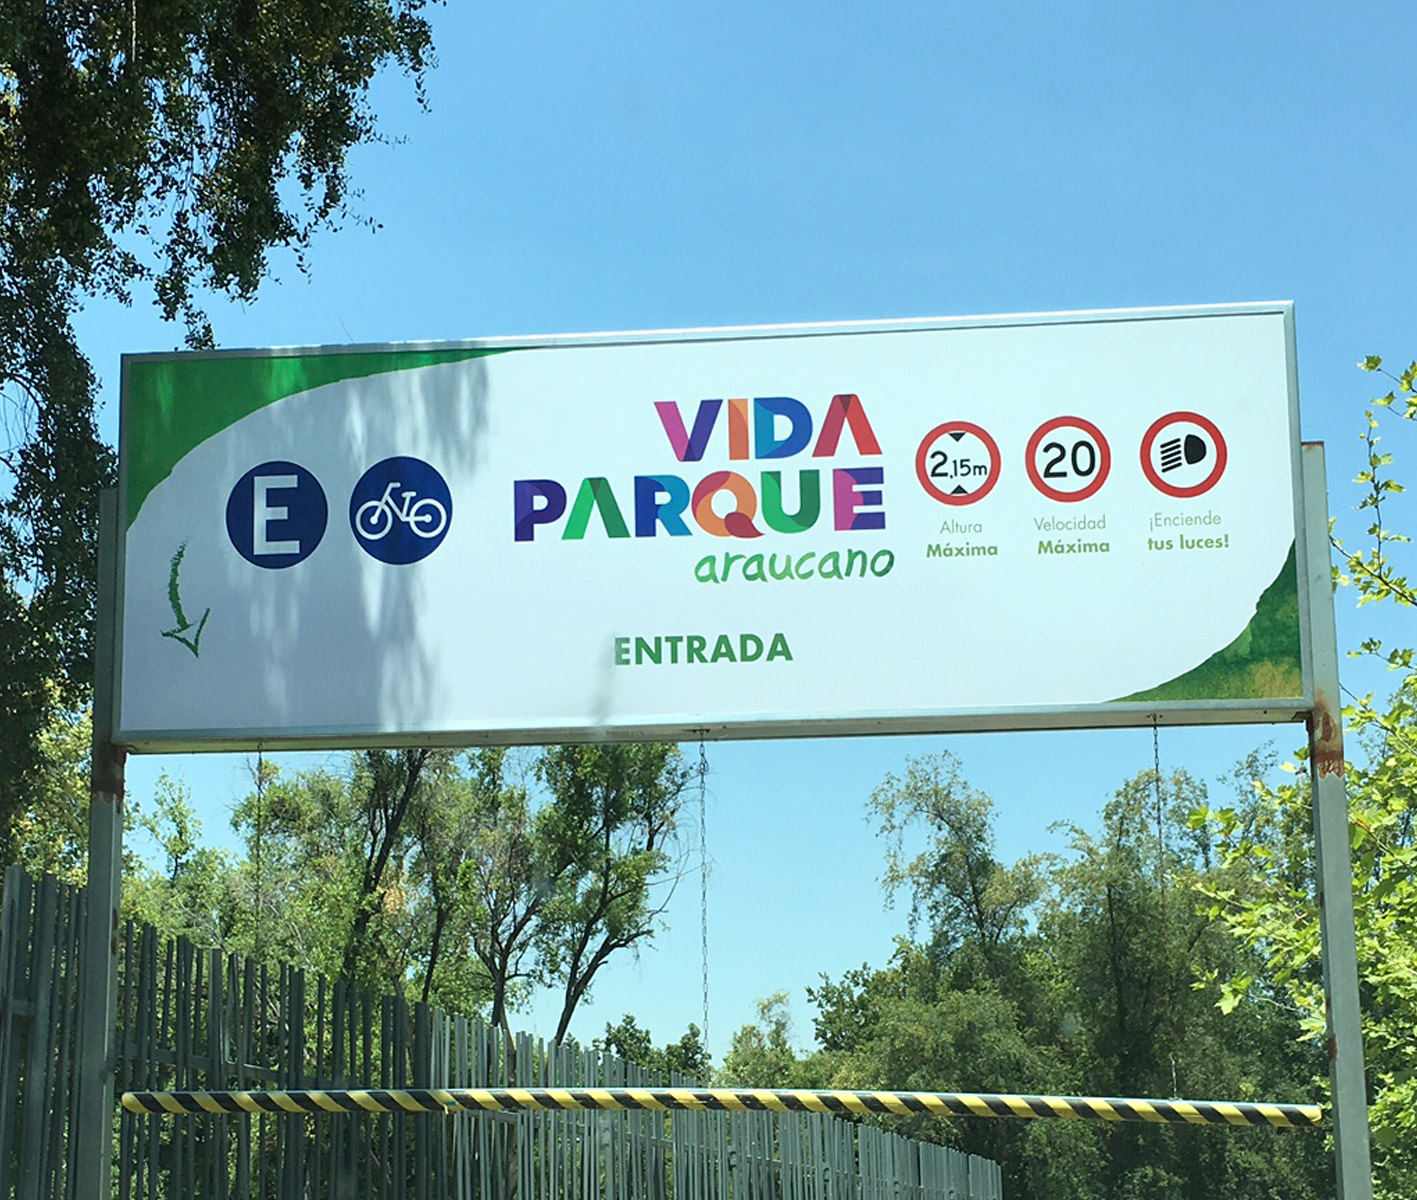 E
VIDA
PARQUE
araucano
ENTRADA
2,15m
Altura
Máxima
20
Velocidad
Máxima
¡Enciende
tus luces!